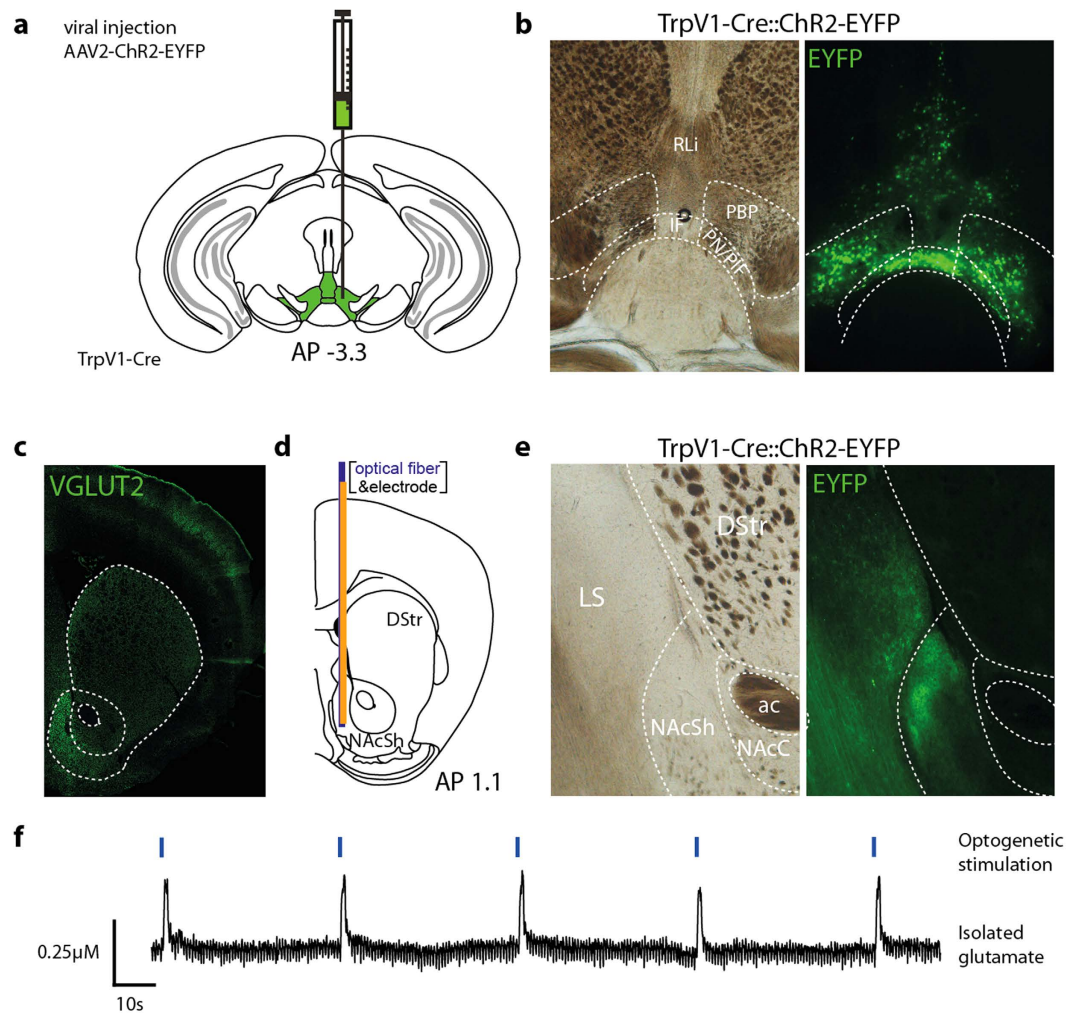 a
viral injection
AAV2-ChR2-EYFP
TrpV1-Cre
AP -3.3
b
TrpV1-Cre::ChR2-EYFP
RLi
PBP
IF
PN/PIF
EYFP
c
VGLUT2
d
optical fiber
&electrode
DStr
NAcSh
AP 1.1
e
TrpV1-Cre::ChR2-EYFP
DStr
LS
ac
NAcSh
NAcC
EYFP
f
Optogenetic
stimulation
0.25µM
10s
Isolated
glutamate